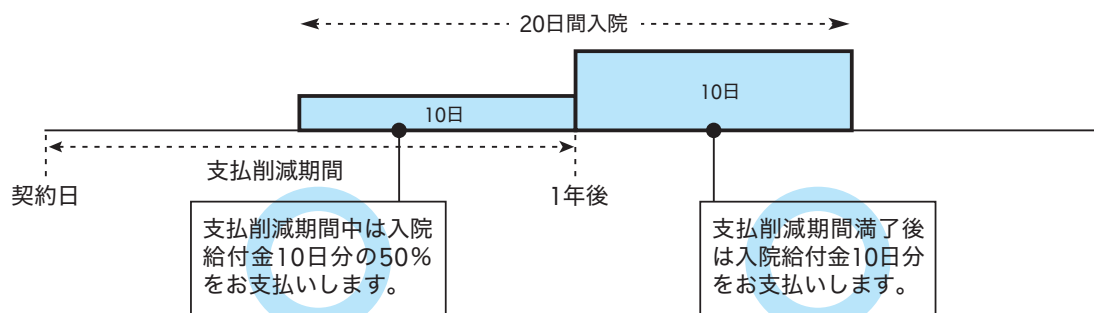 20日間入院
10日
10日
支払削減期間
契約日
1年後
支払削減期間中は入院
給付金10日分の50%
をお支払いします。
支払削減期間満了後
は入院給付金10日分
をお支払いします。